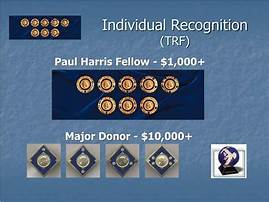 Individual Recognition
(TRF)
Paul Harris Fellow - $1,000+
Major Donor - $10,000+